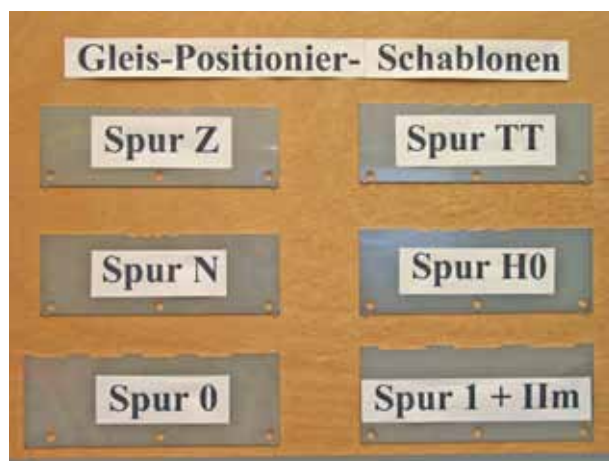 Gleis-Positionier- Schablonen
Spur Z
Spur TT
Spur N
Spur H0
Spur 0
Spur 1 + IIm